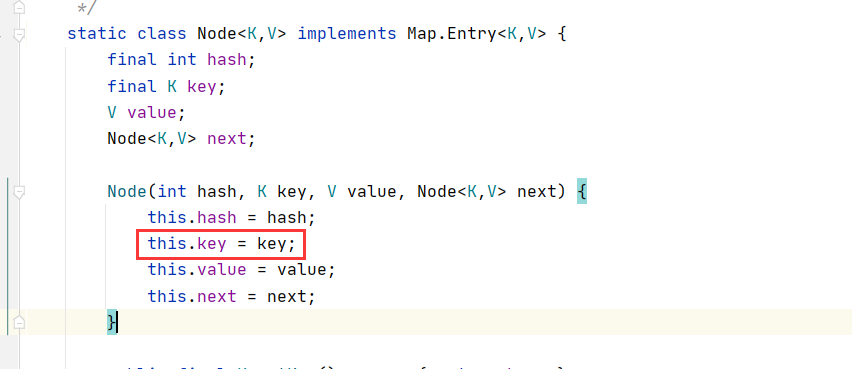 */
static class Node<K,V> implements Map.Entry<K,V> {
final int hash;
final K key;
V value;
Node<K,V> next;
Node(int hash, K key, V value, Node<K,V> next) {
this.hash = hash;
this.key = key;
this.value = value;
this.next = next;
}